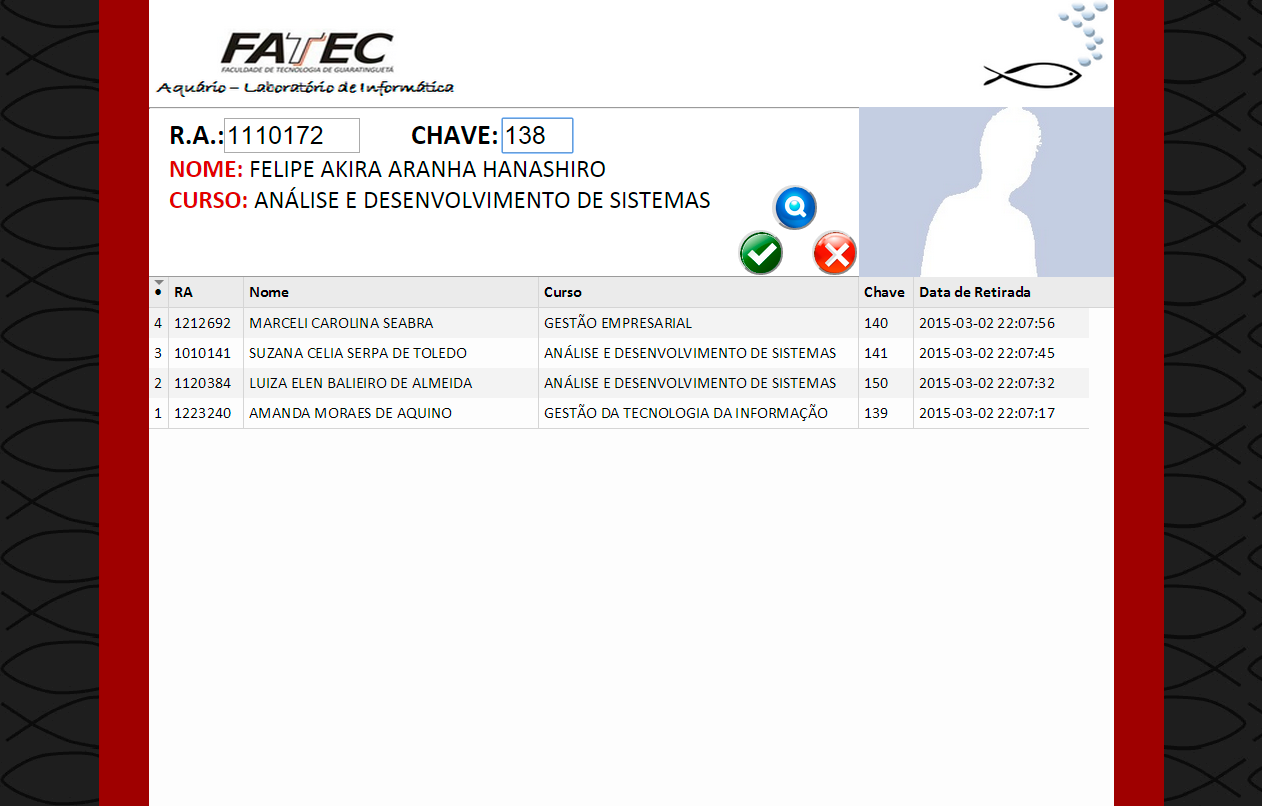 FATEC
FACULDADE DE TECNOLOGIA DE GUARATINGUETÁ
Aquário – Laboratório de Informática
R.A.: 1110172 CHAVE: 138
NOME: FELIPE AKIRA ARANHA HANASHIRO
CURSO: ANÁLISE E DESENVOLVIMENTO DE SISTEMAS
• RA Nome Curso Chave Data de Retirada
4 1212692 MARCELI CAROLINA SEABRA GESTÃO EMPRESARIAL 140 2015-03-02 22:07:56
3 1010141 SUZANA CELIA SERPA DE TOLEDO ANÁLISE E DESENVOLVIMENTO DE SISTEMAS 141 2015-03-02 22:07:45
2 1120384 LUIZA ELEN BALIEIRO DE ALMEIDA ANÁLISE E DESENVOLVIMENTO DE SISTEMAS 150 2015-03-02 22:07:32
1 1223240 AMANDA MORAES DE AQUINO GESTÃO DA TECNOLOGIA DA INFORMAÇÃO 139 2015-03-02 22:07:17